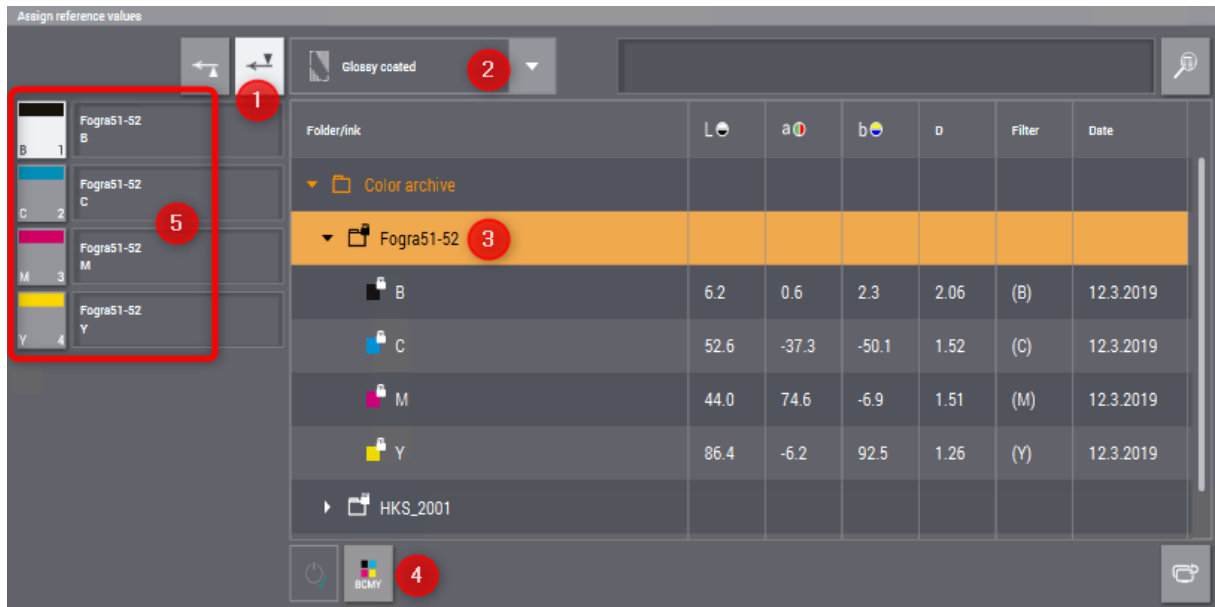 Assign reference values
1
Glossy coated
2
B 1
Fogra51-52
B
C 2
Fogra51-52
C
M 3
Fogra51-52
M
Y 4
Fogra51-52
Y
5
Folder/ink L a b D Filter Date
Color archive
Fogra51-52 3
B 6.2 0.6 2.3 2.06 (B) 12.3.2019
C 52.6 -37.3 -50.1 1.52 (C) 12.3.2019
M 44.0 74.6 -6.9 1.51 (M) 12.3.2019
Y 86.4 -6.2 92.5 1.26 (Y) 12.3.2019
HKS_2001
BCMY 4